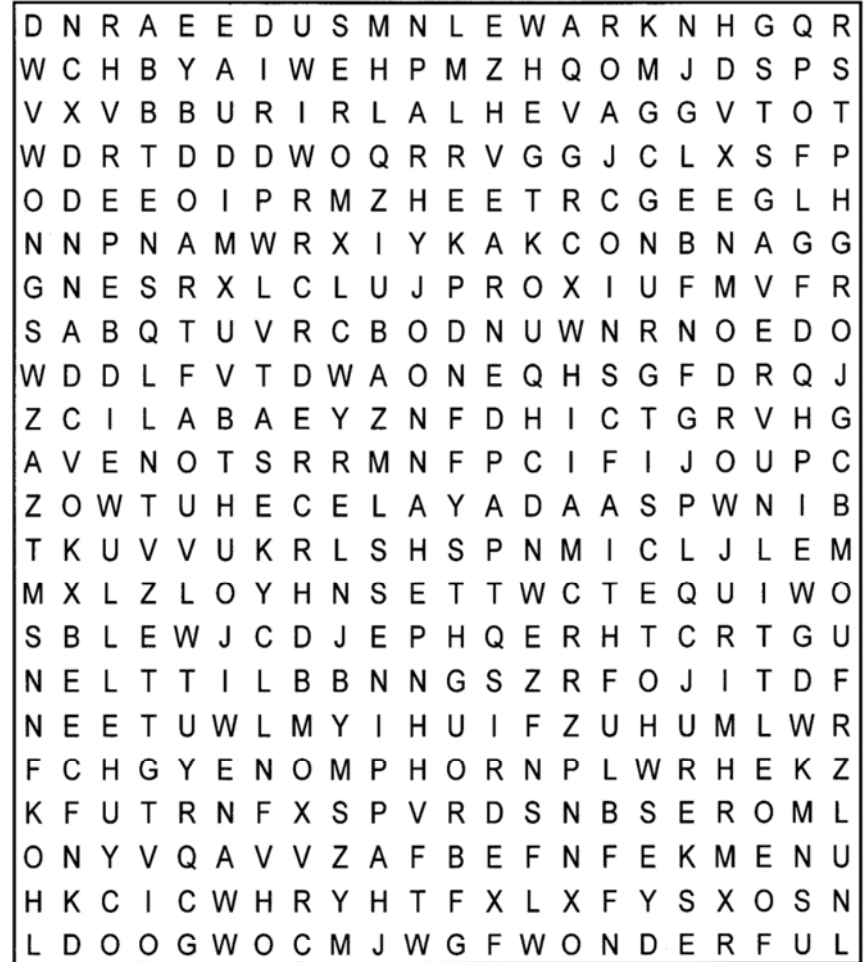 D N R A E E D U S M N L E W A R K N H G Q R
W C H B Y A I W E H P M Z H Q O M J D S P S
V X V B B U R I R L A L H E V A G G V T O T
W D R T D D D W O Q R R V G G J C L X S F P
O D E E O I P R M Z H E E T R C G E E G L H
N N P N A M W R X I Y K A K C O N B N A G G
G N E S R X L C L U J P R O X I U F M V F R
S A B Q T U V R C B O D N U W N R N O E D O
W D D L F V T D W A O N E Q H S G F D R Q J
Z C I L A B A E Y Z N F D H I C T G R V H G
A V E N O T S R R M N F P C I F I J O U P C
Z O W T U H E C E L A Y A D A A S P W N I B
T K U V V U K R L S H S P N M I C L J L E M
M X L Z L O Y H N S E T T W C T E Q U I W O
S B L E W J C D J E P H Q E R H T C R T G U
N E L T T I L B B N N G S Z R F O J I T D F
N E E T U W L M Y I H U I F Z U H U M L W R
F C H G Y E N O M P H O R N P L W R H E K Z
K F U T R N F X S P V R D S N B S E R O M L
O N Y V Q A V V Z A F B E F N F E K M E N U
H K C I C W H R Y H T F X L X F Y S X O S N
L D O O G W O C M J W G F W O N D E R F U L